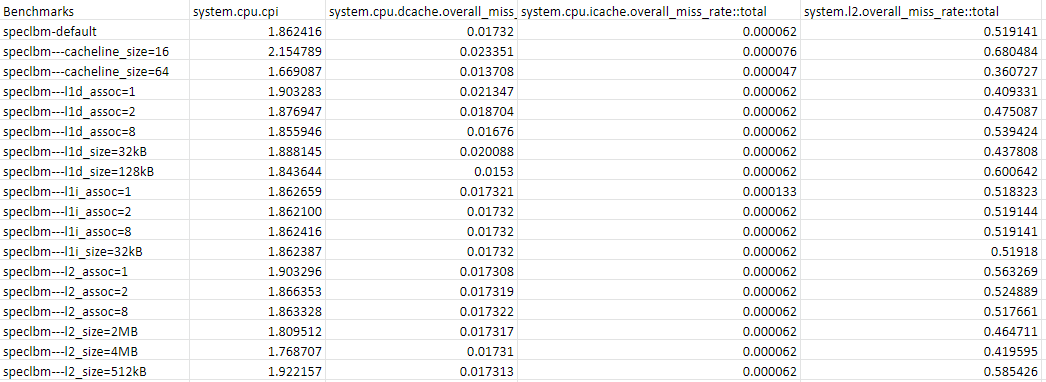 Benchmarks system.cpu.cpi system.cpu.dcache.overall_miss_ system.cpu.icache.overall_miss_rate::total system.l2.overall_miss_rate::total
speclbm-default 1.862416 0.01732 0.000062 0.519141
speclbm---cacheline_size=16 2.154789 0.023351 0.000076 0.680484
speclbm---cacheline_size=64 1.669087 0.013708 0.000047 0.360727
speclbm---l1d_assoc=1 1.903283 0.021347 0.000062 0.409331
speclbm---l1d_assoc=2 1.876947 0.018704 0.000062 0.475087
speclbm---l1d_assoc=8 1.855946 0.01676 0.000062 0.539424
speclbm---l1d_size=32kB 1.888145 0.020088 0.000062 0.437808
speclbm---l1d_size=128kB 1.843644 0.0153 0.000062 0.600642
speclbm---l1i_assoc=1 1.862659 0.017321 0.000133 0.518323
speclbm---l1i_assoc=2 1.862100 0.01732 0.000062 0.519144
speclbm---l1i_assoc=8 1.862416 0.01732 0.000062 0.519141
speclbm---l1i_size=32kB 1.862387 0.01732 0.000062 0.51918
speclbm---l2_assoc=1 1.903296 0.017308 0.000062 0.563269
speclbm---l2_assoc=2 1.866353 0.017319 0.000062 0.524889
speclbm---l2_assoc=8 1.863328 0.017322 0.000062 0.517661
speclbm---l2_size=2MB 1.809512 0.017317 0.000062 0.464711
speclbm---l2_size=4MB 1.768707 0.01731 0.000062 0.419595
speclbm---l2_size=512kB 1.922157 0.017313 0.000062 0.585426